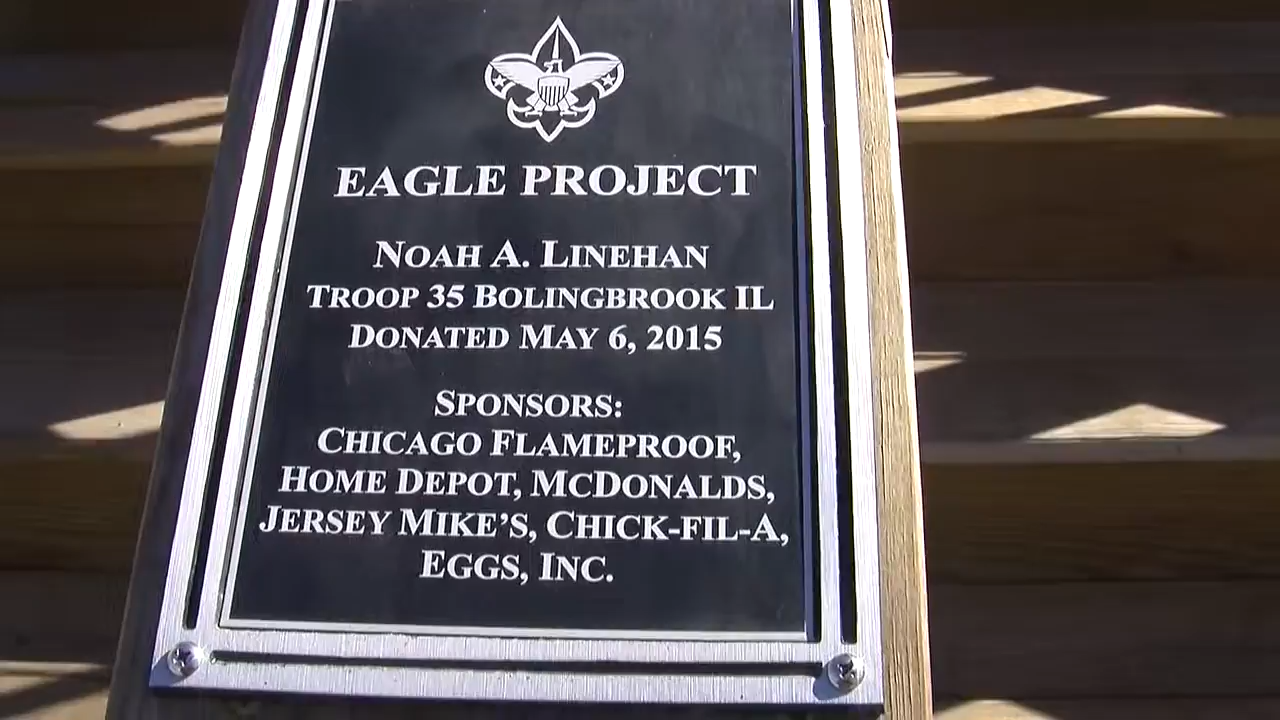 EAGLE PROJECT
NOAH A. LINEHAN
TROOP 35 BOLINGBROOK IL
DONATED MAY 6, 2015
SPONSORS:
CHICAGO FLAMEPROOF,
HOME DEPOT, MCDONALDS,
JERSEY MIKE'S, CHICK-FIL-A,
EGGS, INC.